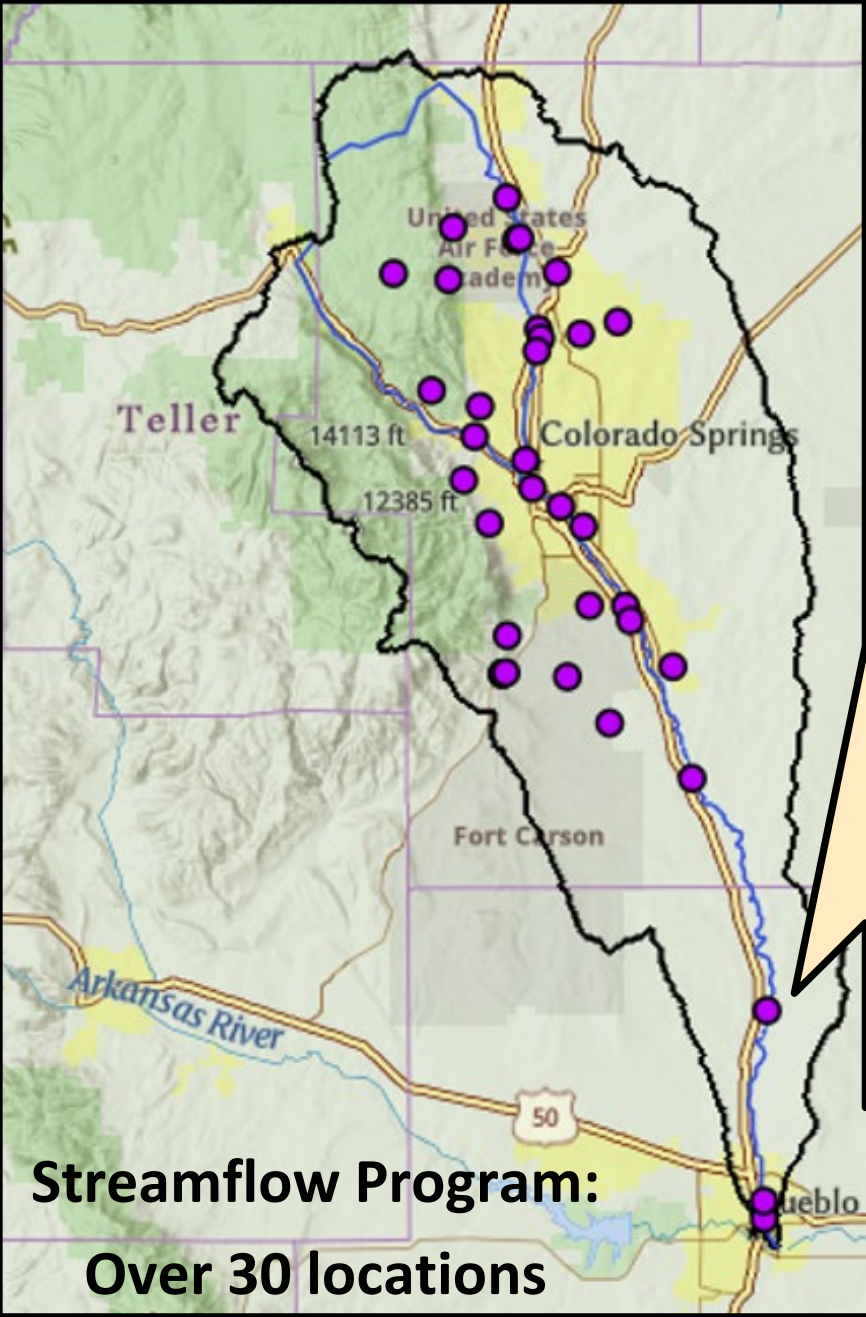 United States
Air Force
Academy
Teller
14113 ft
Colorado Springs
12385 ft
Fort Carson
Arkansas River
50
Streamflow Program:
ueblo
Over 30 locations